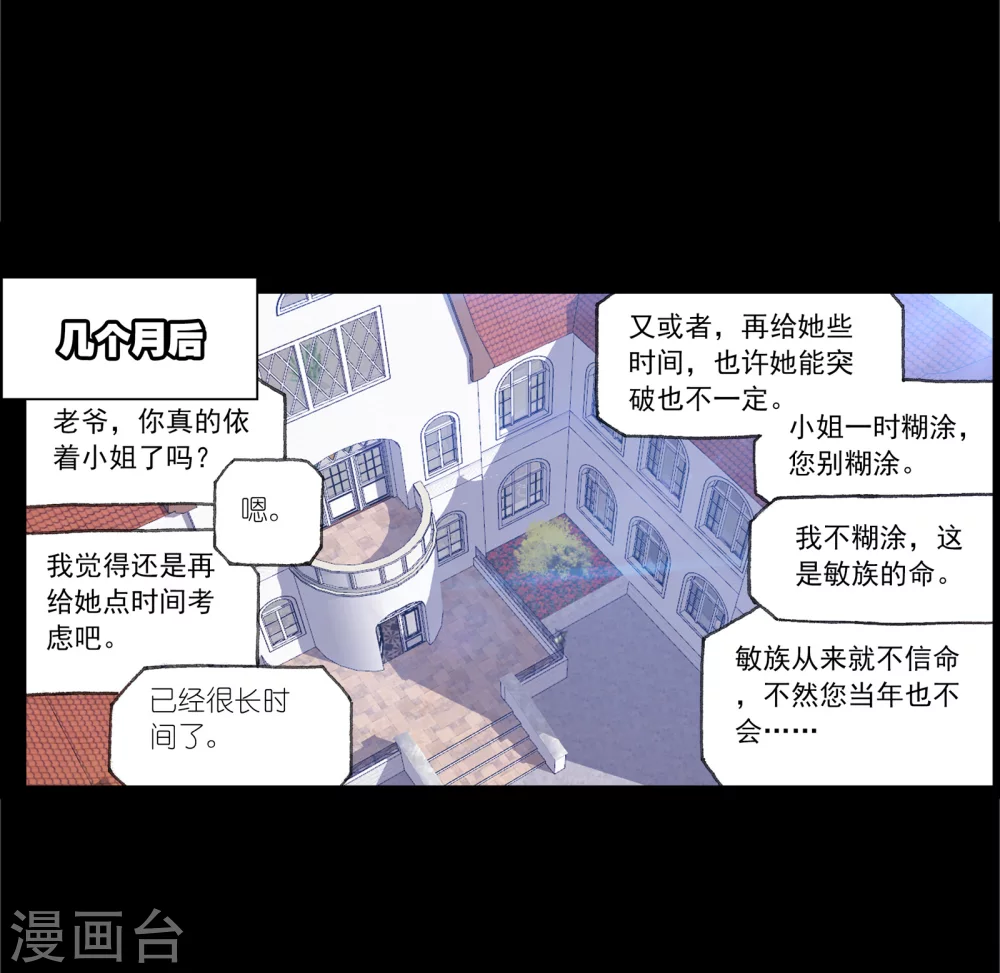 几个月后
老爷，你真的依
着小姐了吗？
嗯。
我觉得还是再
给她点时间考
虑吧。
已经很长时
间了。
又或者，再给她些
时间，也许她能突
破也不一定。
小姐一时糊涂，
您别糊涂。
我不糊涂，这
是敏族的命。
敏族从来就不信命
，不然您当年也不
会……
漫画台